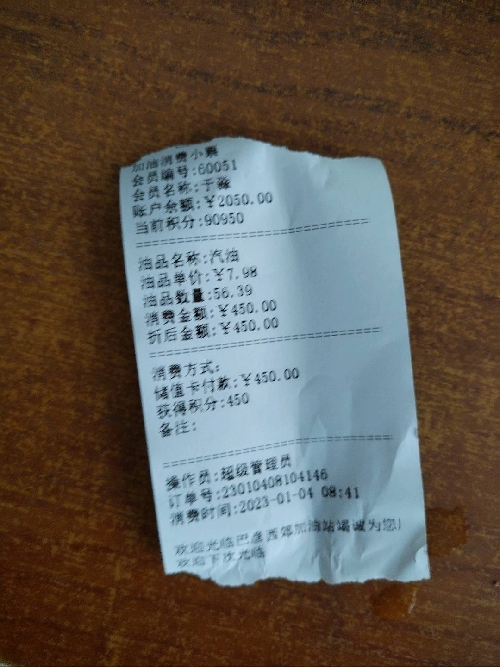 加油消费小票
会员编号:60051
会员名称:于淼
账户余额:￥2050.00
当前积分:90950
油品名称:汽油
油品单价:￥7.98
油品数量:56.39
消费金额:￥450.00
折后金额:￥450.00
消费方式:
储值卡付款:￥450.00
获得积分:450
备注:
操作员:超级管理员
订单号:23010408104146
消费时间:2023-01-04 08:41
欢迎光临巴彦西郊加油站竭诚为您
欢迎下次光临